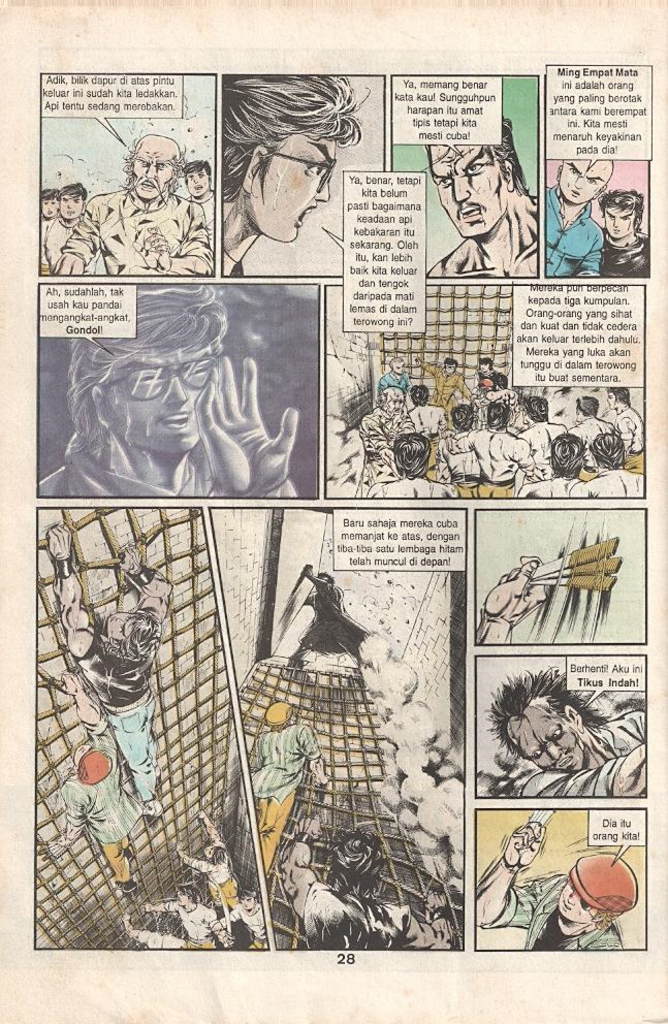 Adik, bilik dapur di atas pintu
keluar ini sudah kita ledakkan.
Api tentu sedang merebakan.
Ya, memang benar
kata kau! Sungguhpun
harapan itu amat
tipis tetapi kita
mesti cuba!
Ming Empat Mata
ini adalah orang
yang paling berotak
antara kami berempat
ini. Kita mesti
menaruh keyakinan
pada dia!
Ya, benar, tetapi
kita belum
pasti bagaimana
keadaan api
kebakaran itu
sekarang. Oleh
itu, kan lebih
baik kita keluar
dan tengok
daripada mati
lemas di dalam
terowong ini?
Ah, sudahlah, tak
usah kau pandai
mengangkat-angkat,
Gondol!
Mereka pun berpecah
kepada tiga kumpulan.
Orang-orang yang sihat
dan kuat dan tidak cedera
akan keluar terlebih dahulu.
Mereka yang luka akan
tunggu di dalam terowong
itu buat sementara.
Baru sahaja mereka cuba
memanjat ke atas, dengan
tiba-tiba satu lembaga hitam
telah muncul di depan!
Berhenti! Aku ini
Tikus Indah!
Dia itu
orang kita!
28